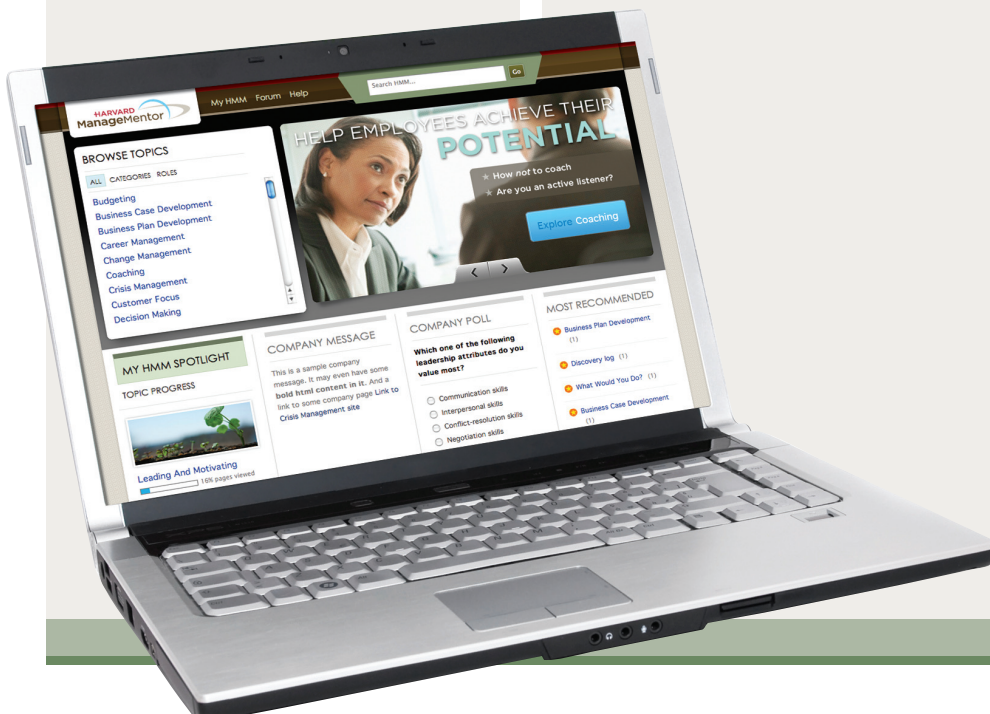 HARVARD
ManageMentor
My HMM Forum Help
Search HMM...
Go
BROWSE TOPICS
ALL CATEGORIES ROLES
Budgeting
Business Case Development
Business Plan Development
Career Management
Change Management
Coaching
Crisis Management
Customer Focus
Decision Making
HELP EMPLOYEES ACHIEVE THEIR
POTENTIAL
How not to coach
Are you an active listener?
Explore Coaching
MY HMM SPOTLIGHT
TOPIC PROGRESS
Leading And Motivating
16% pages viewed
COMPANY MESSAGE
This is a sample company
message. It may even have some
bold html content in it. And a
link to some company page Link to
Crisis Management site
COMPANY POLL
Which one of the following
leadership attributes do you
value most?
Communication skills
Interpersonal skills
Conflict-resolution skills
Negotiation skills
MOST RECOMMENDED
Business Plan Development
(1)
Discovery log (1)
What Would You Do? (1)
Business Case Development
(1)